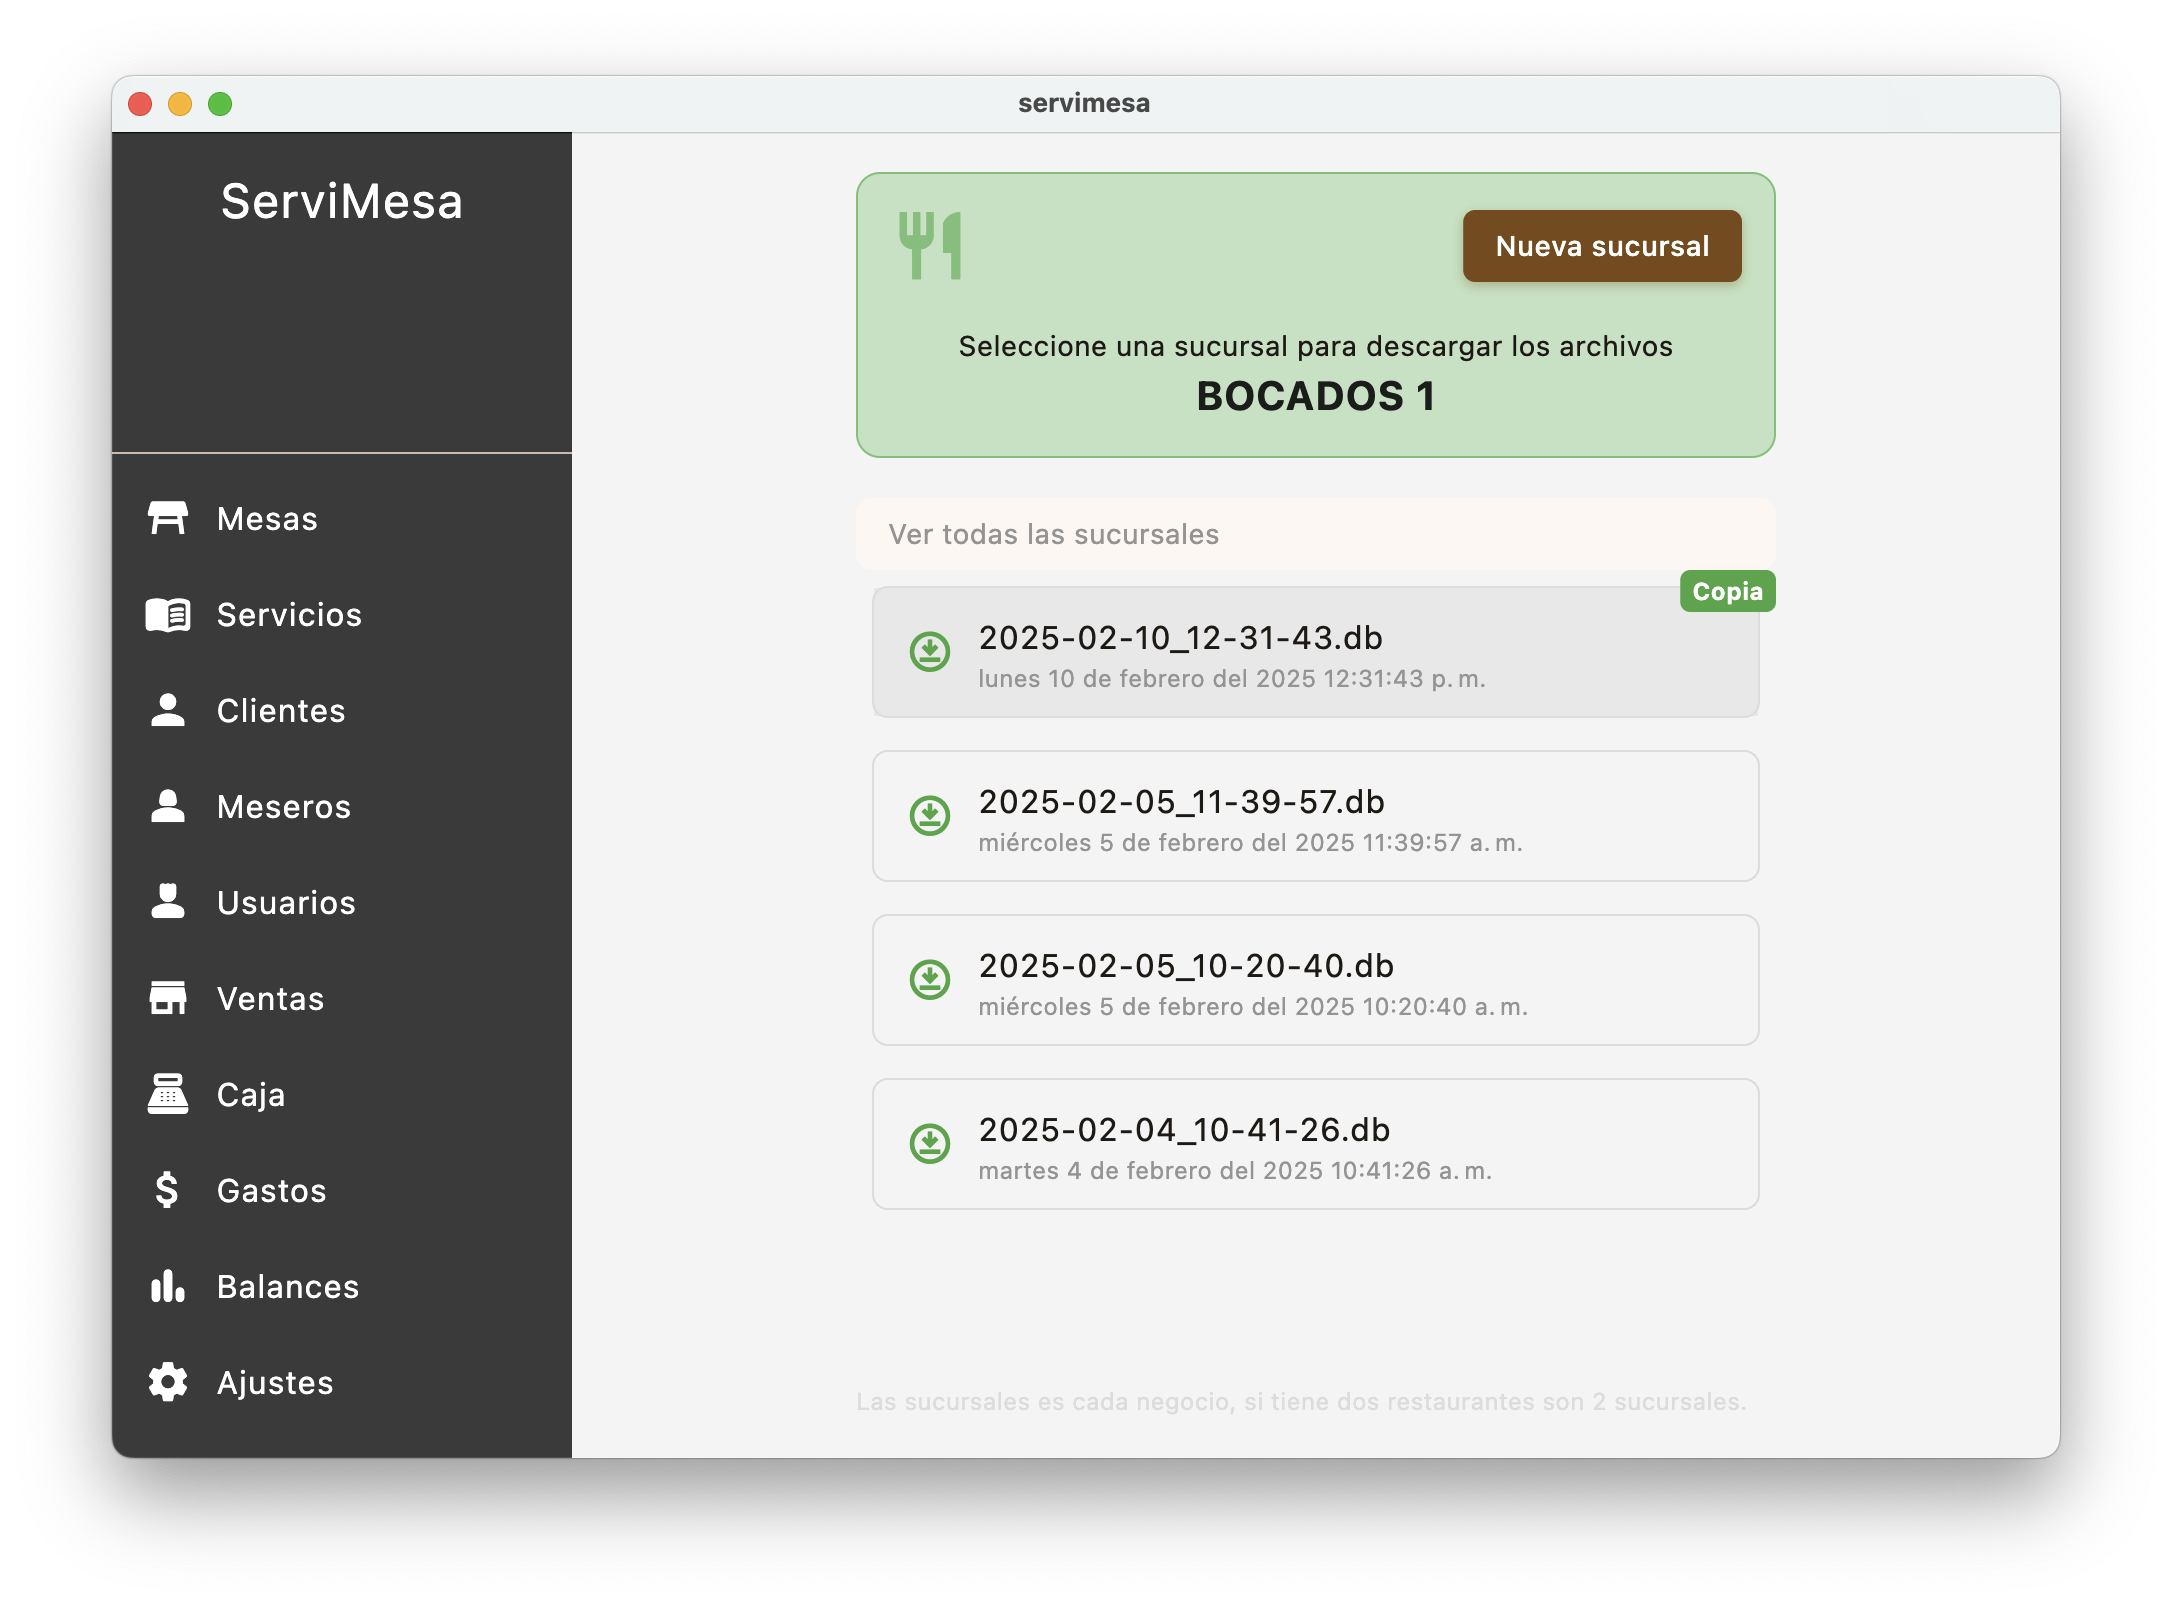 servimesa
ServiMesa
Mesas
Servicios
Clientes
Meseros
Usuarios
Ventas
Caja
Gastos
Balances
Ajustes
Nueva sucursal
Seleccione una sucursal para descargar los archivos
BOCADOS 1
Ver todas las sucursales
Copia
2025-02-10_12-31-43.db
lunes 10 de febrero del 2025 12:31:43 p. m.
2025-02-05_11-39-57.db
miércoles 5 de febrero del 2025 11:39:57 a. m.
2025-02-05_10-20-40.db
miércoles 5 de febrero del 2025 10:20:40 a. m.
2025-02-04_10-41-26.db
martes 4 de febrero del 2025 10:41:26 a. m.
Las sucursales es cada negocio, si tiene dos restaurantes son 2 sucursales.